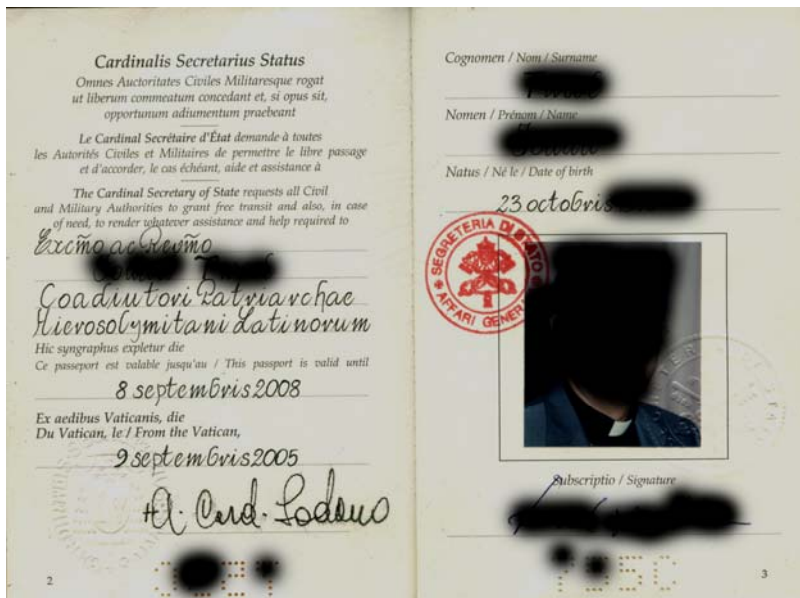 Cardinalis Secretarius Status
Omnes Auctoritates Civiles Militaresque rogat
ut liberum commeatum concedant et, si opus sit,
opportunum adiumentum praebeant
Le Cardinal Secrétaire d'État demande à toutes
les Autorités Civiles et Militaires de permettre le libre passage
et d'accorder, le cas échéant, aide et assistance à
The Cardinal Secretary of State requests all Civil
and Military Authorities to grant free transit and also, in case
of need, to render whatever assistance and help required to
Excm̃o ac Revm̃o
Coadiutori Patriarchae
Hierosolymitani Latinorum
Hic syngraphus expletur die
Ce passeport est valable jusqu'au / This passport is valid until
8 septembris 2008
Ex aedibus Vaticanis, die
Du Vatican, le / From the Vatican,
9 septembris 2005
A. Card. Sodano
2
Cognomen / Nom / Surname
Nomen / Prénom / Name
Natus / Né le / Date of birth
23 octobris
SEGRETERIA DI STATO
AFFARI GENER
Subscriptio / Signature
3